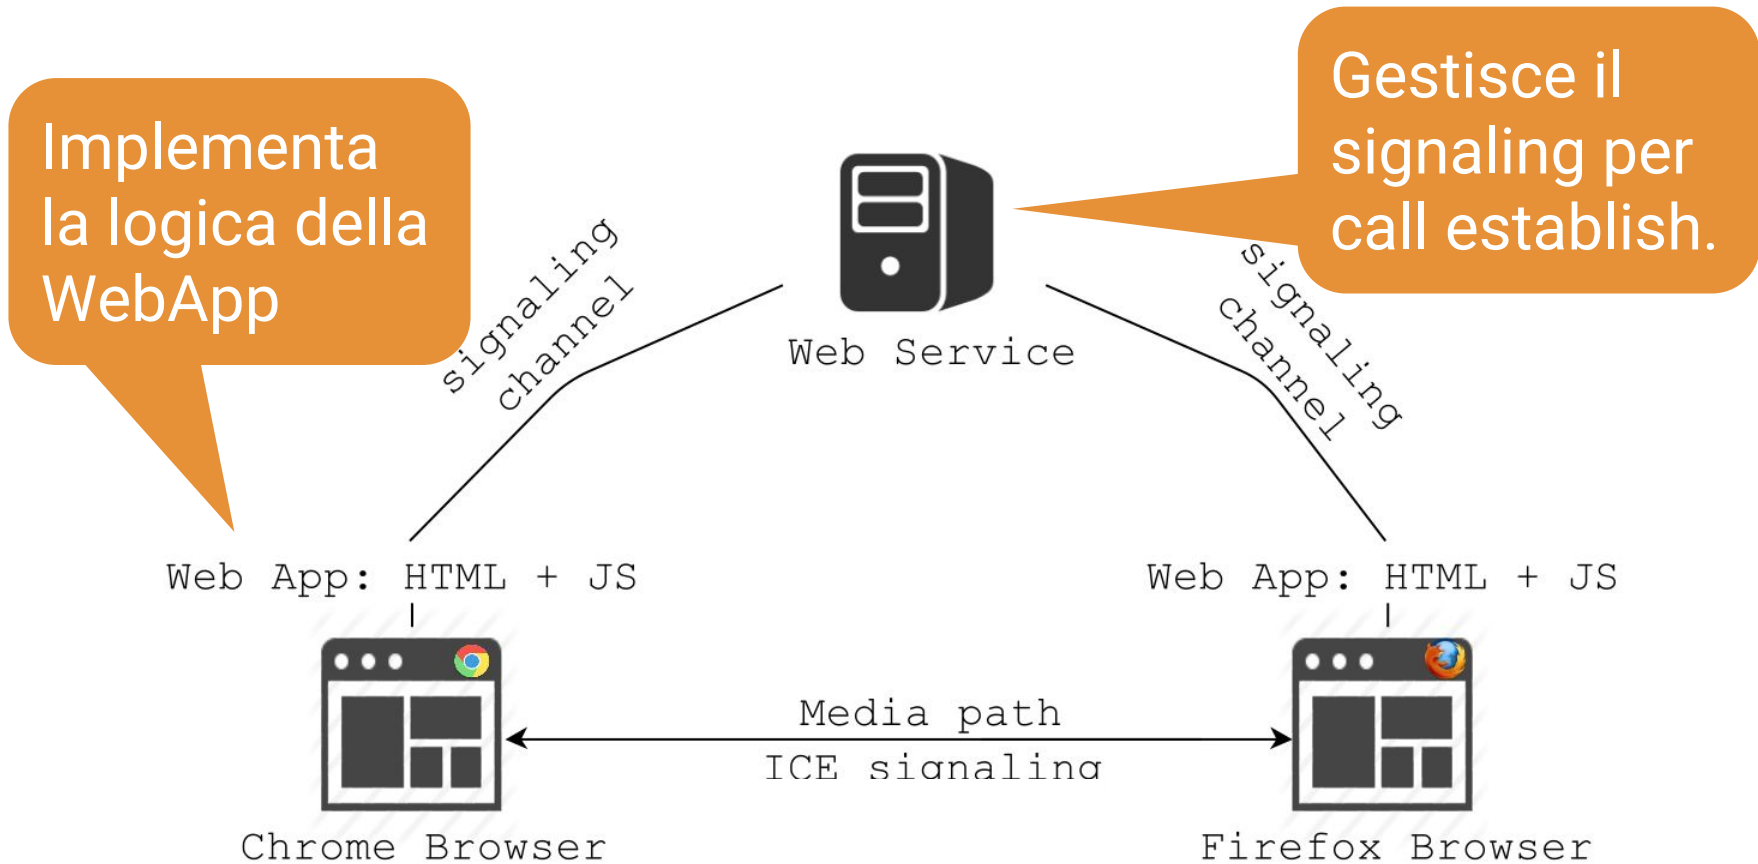 Implementa
la logica della
WebApp
Gestisce il
signaling per
call establish.
signaling
channel
signaling
channel
Web Service
Web App: HTML + JS
Web App: HTML + JS
Media path
ICE signaling
Chrome Browser
Firefox Browser